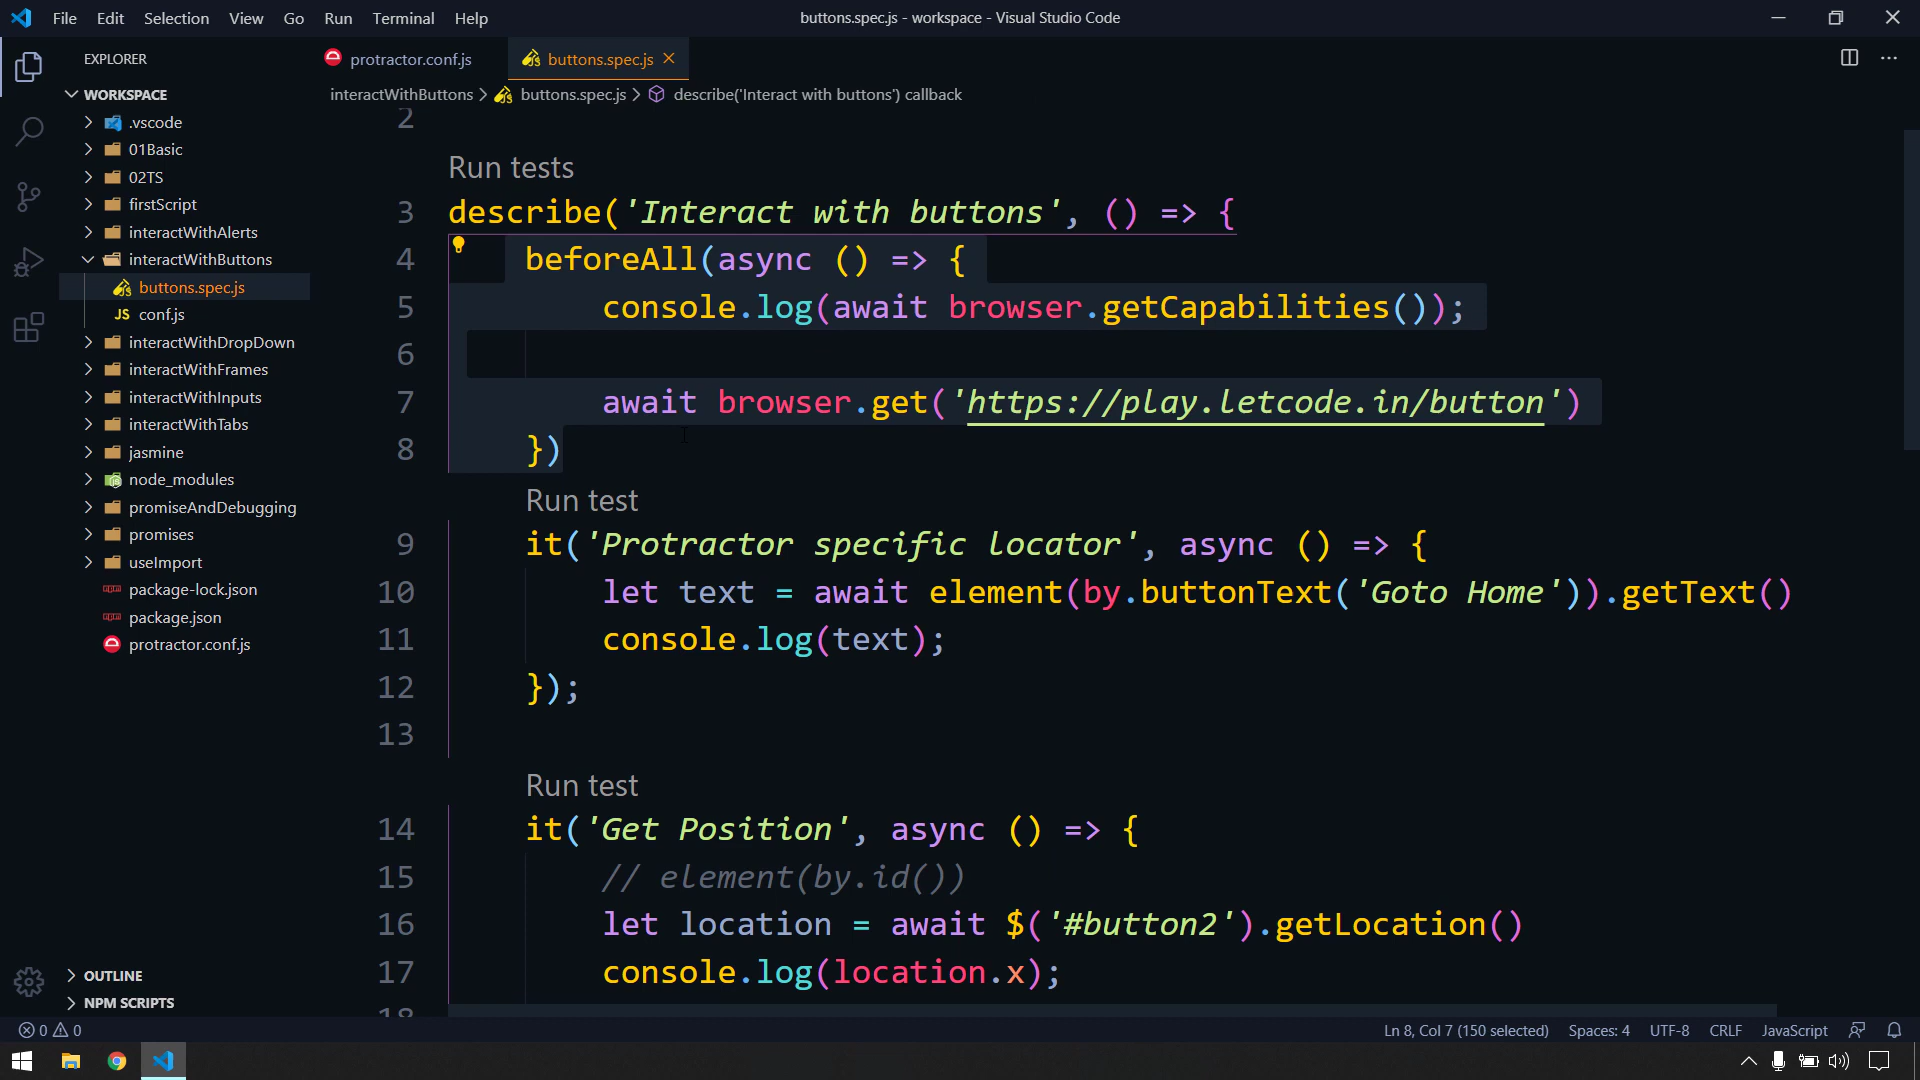 File Edit Selection View Go Run Terminal Help
buttons.spec.js - workspace - Visual Studio Code
EXPLORER
WORKSPACE
.vscode
01Basic
02TS
firstScript
interactWithAlerts
interactWithButtons
buttons.spec.js
JS conf.js
interactWithDropDown
interactWithFrames
interactWithInputs
interactWithTabs
jasmine
node_modules
promiseAndDebugging
promises
useImport
package-lock.json
package.json
protractor.conf.js
OUTLINE
NPM SCRIPTS
protractor.conf.js
buttons.spec.js
interactWithButtons > buttons.spec.js > describe('Interact with buttons') callback
2
Run tests
3 describe('Interact with buttons', () => {
4 beforeAll(async () => {
5 console.log(await browser.getCapabilities());
6
7 await browser.get('https://play.letcode.in/button')
8 })
Run test
9 it('Protractor specific locator', async () => {
10 let text = await element(by.buttonText('Goto Home')).getText()
11 console.log(text);
12 });
13
Run test
14 it('Get Position', async () => {
15 // element(by.id())
16 let location = await $('#button2').getLocation()
17 console.log(location.x);
18
0 0
Ln 8, Col 7 (150 selected) Spaces: 4 UTF-8 CRLF JavaScript